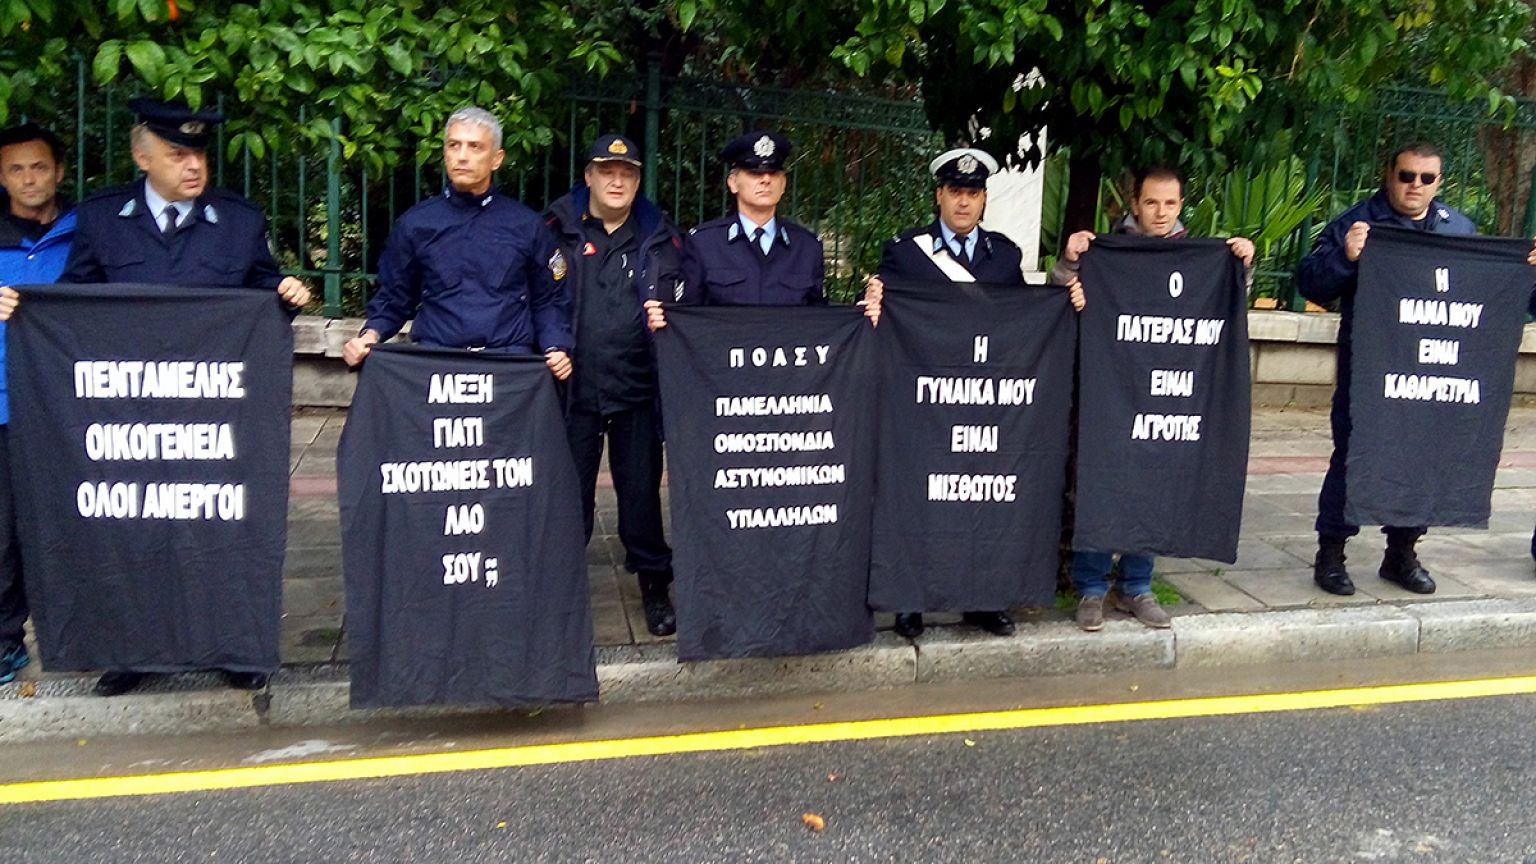 ΠΕΝΤΑΜΕΛΗΣ
ΟΙΚΟΓΕΝΕΙΑ
ΟΛΟΙ ΑΝΕΡΓΟΙ
ΑΛΕΞΗ
ΓΙΑΤΙ
ΣΚΟΤΩΝΕΙΣ ΤΟΝ
ΛΑΟ
ΣΟΥ ;;
Π Ο Α Σ Υ
ΠΑΝΕΛΛΗΝΙΑ
ΟΜΟΣΠΟΝΔΙΑ
ΑΣΤΥΝΟΜΙΚΩΝ
ΥΠΑΛΛΗΛΩΝ
Η
ΓΥΝΑΙΚΑ ΜΟΥ
ΕΙΝΑΙ
ΜΙΣΘΩΤΟΣ
Ο
ΠΑΤΕΡΑΣ ΜΟΥ
ΕΙΝΑΙ
ΑΓΡΟΤΗΣ
Η
ΜΑΝΑ ΜΟΥ
ΕΙΝΑΙ
ΚΑΘΑΡΙΣΤΡΙΑ